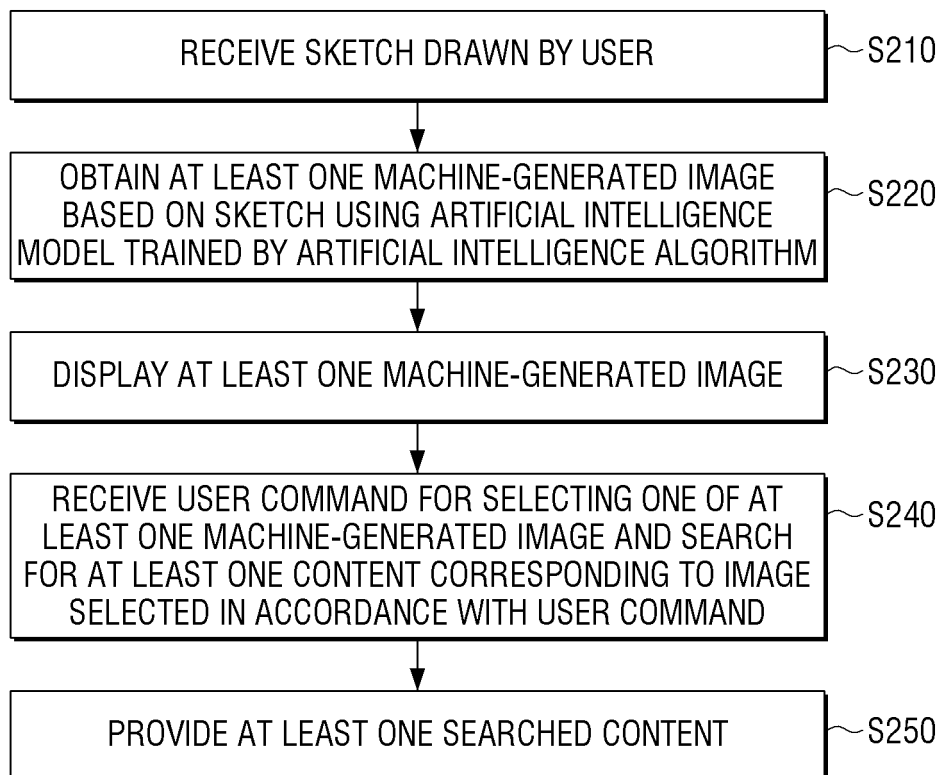 RECEIVE SKETCH DRAWN BY USER
S210
OBTAIN AT LEAST ONE MACHINE-GENERATED IMAGE
BASED ON SKETCH USING ARTIFICIAL INTELLIGENCE
MODEL TRAINED BY ARTIFICIAL INTELLIGENCE ALGORITHM
S220
DISPLAY AT LEAST ONE MACHINE-GENERATED IMAGE
S230
RECEIVE USER COMMAND FOR SELECTING ONE OF AT
LEAST ONE MACHINE-GENERATED IMAGE AND SEARCH
FOR AT LEAST ONE CONTENT CORRESPONDING TO IMAGE
SELECTED IN ACCORDANCE WITH USER COMMAND
S240
PROVIDE AT LEAST ONE SEARCHED CONTENT
S250